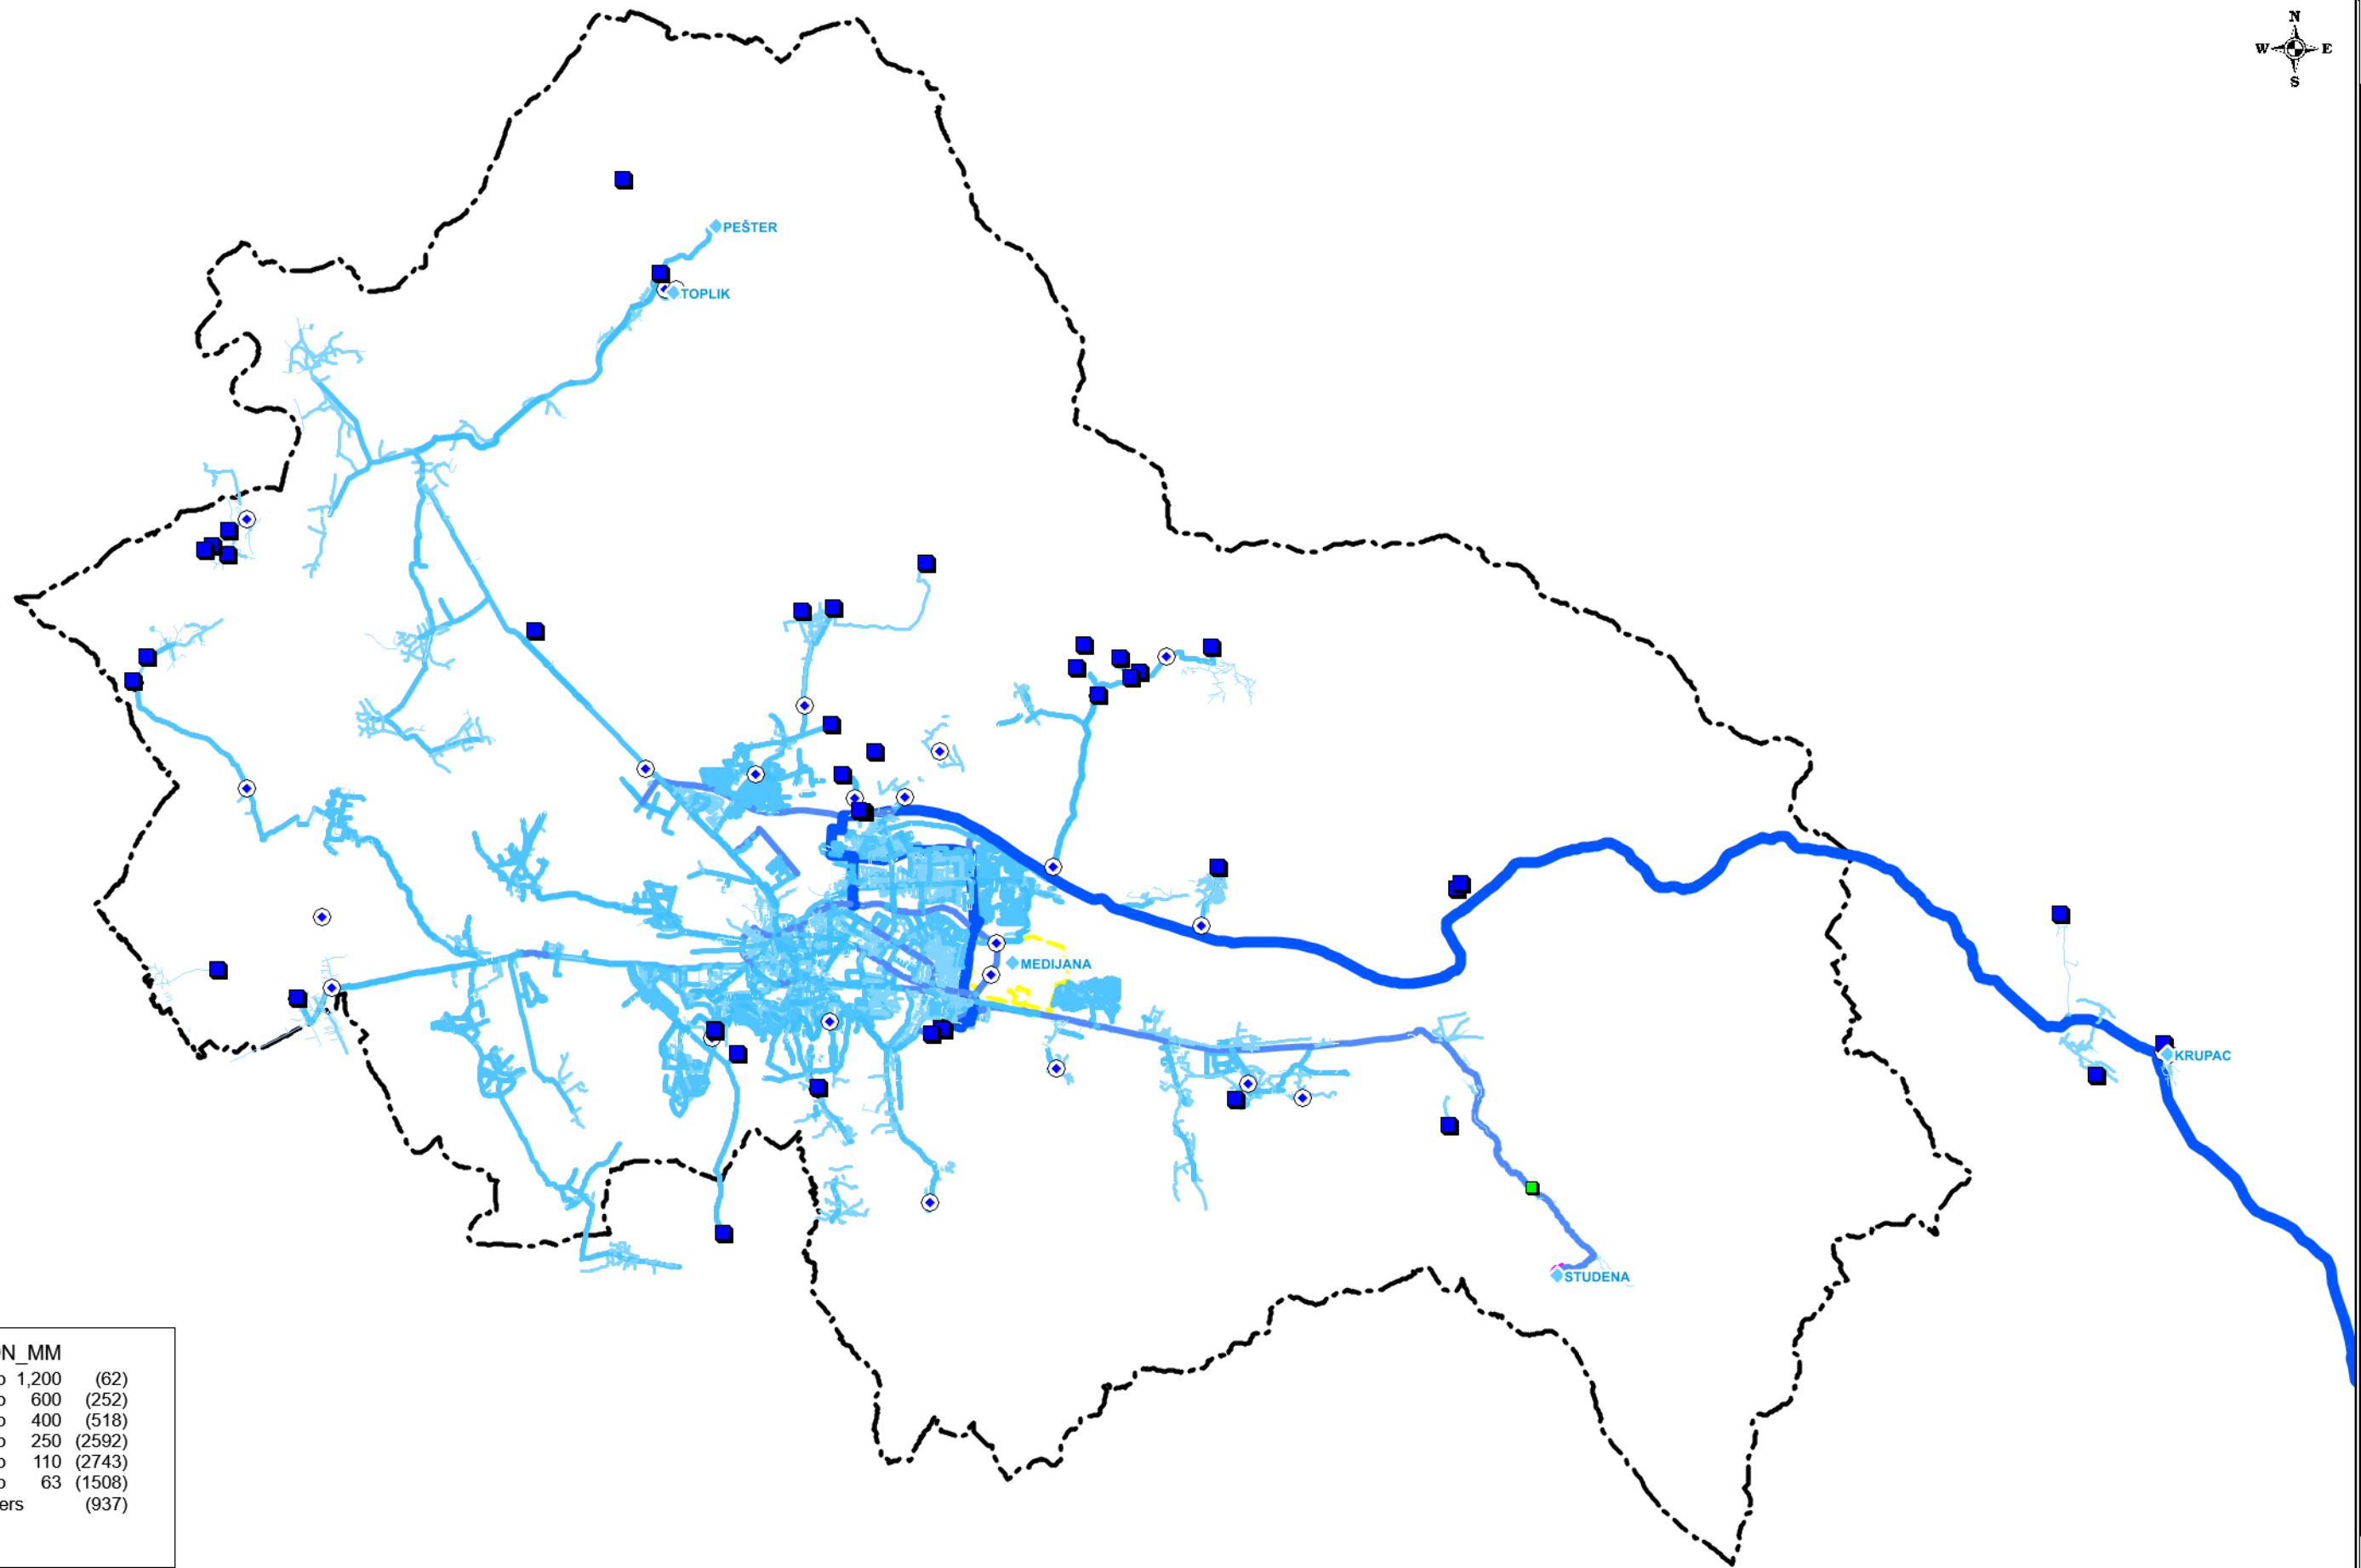 N
W E
S
PEŠTER
TOPLIK
MEDIJANA
KRUPAC
STUDENA
N_MM
1,200 (62)
600 (252)
400 (518)
250 (2592)
110 (2743)
63 (1508)
ers (937)